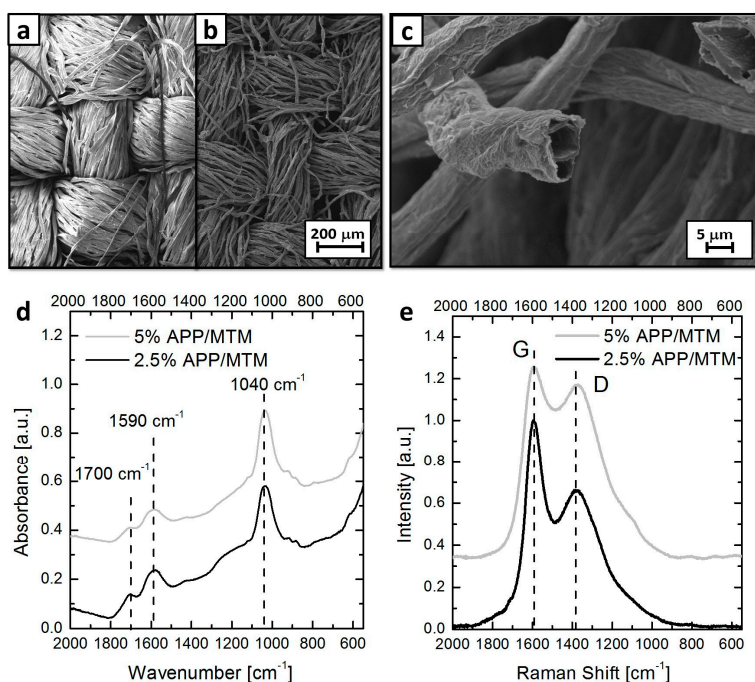 a
b
c
200 µm
5 µm
d
2000 1800 1600 1400 1200 1000 800 600
5% APP/MTM
2.5% APP/MTM
1040 cm⁻¹
1590 cm⁻¹
1700 cm⁻¹
1.2
1.0
0.8
0.6
0.4
0.2
0.0
Absorbance [a.u.]
2000 1800 1600 1400 1200 1000 800 600
Wavenumber [cm⁻¹]
e
2000 1800 1600 1400 1200 1000 800 600
5% APP/MTM
2.5% APP/MTM
G
D
1.4
1.2
1.0
0.8
0.6
0.4
0.2
0.0
Intensity [a.u.]
2000 1800 1600 1400 1200 1000 800 600
Raman Shift [cm⁻¹]